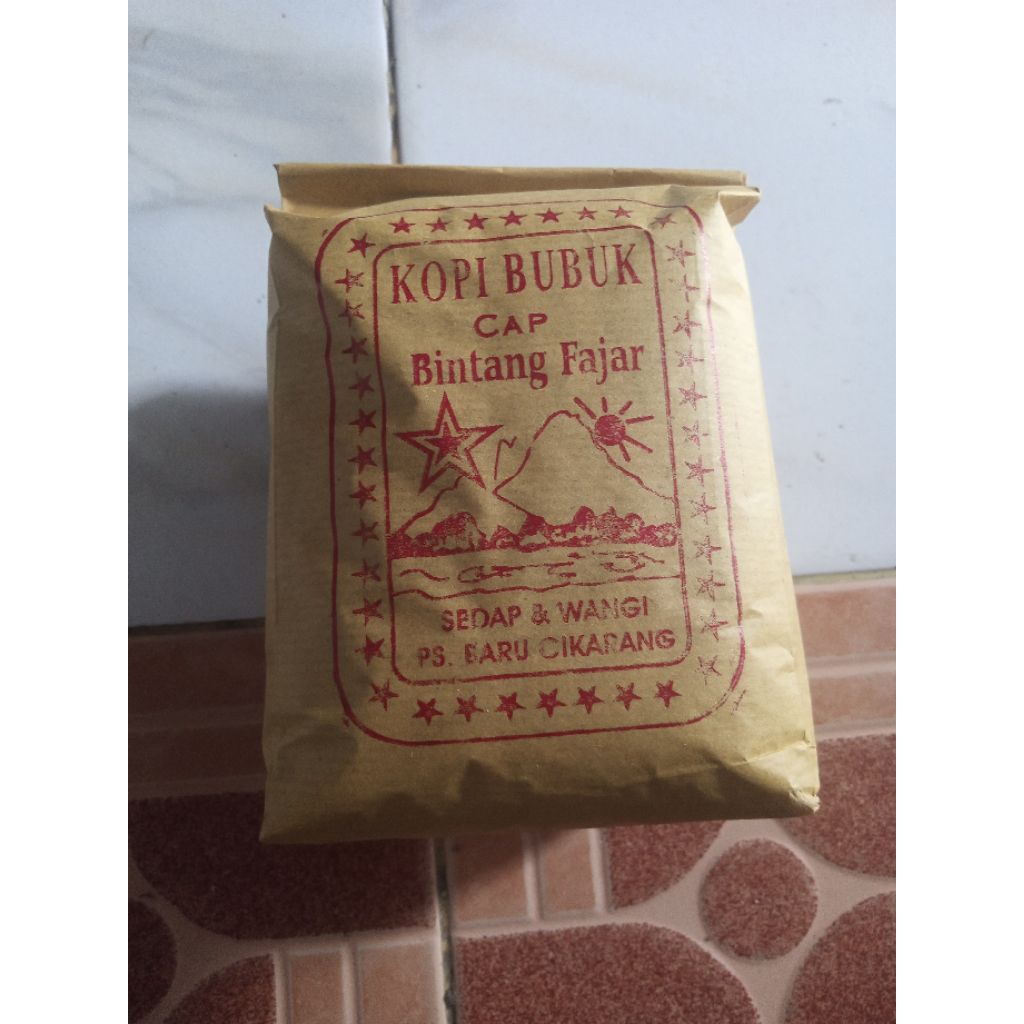 KOPI BUBUK
CAP
Bintang Fajar
SEDAP & WANGI
PS. BARU CIKARANG